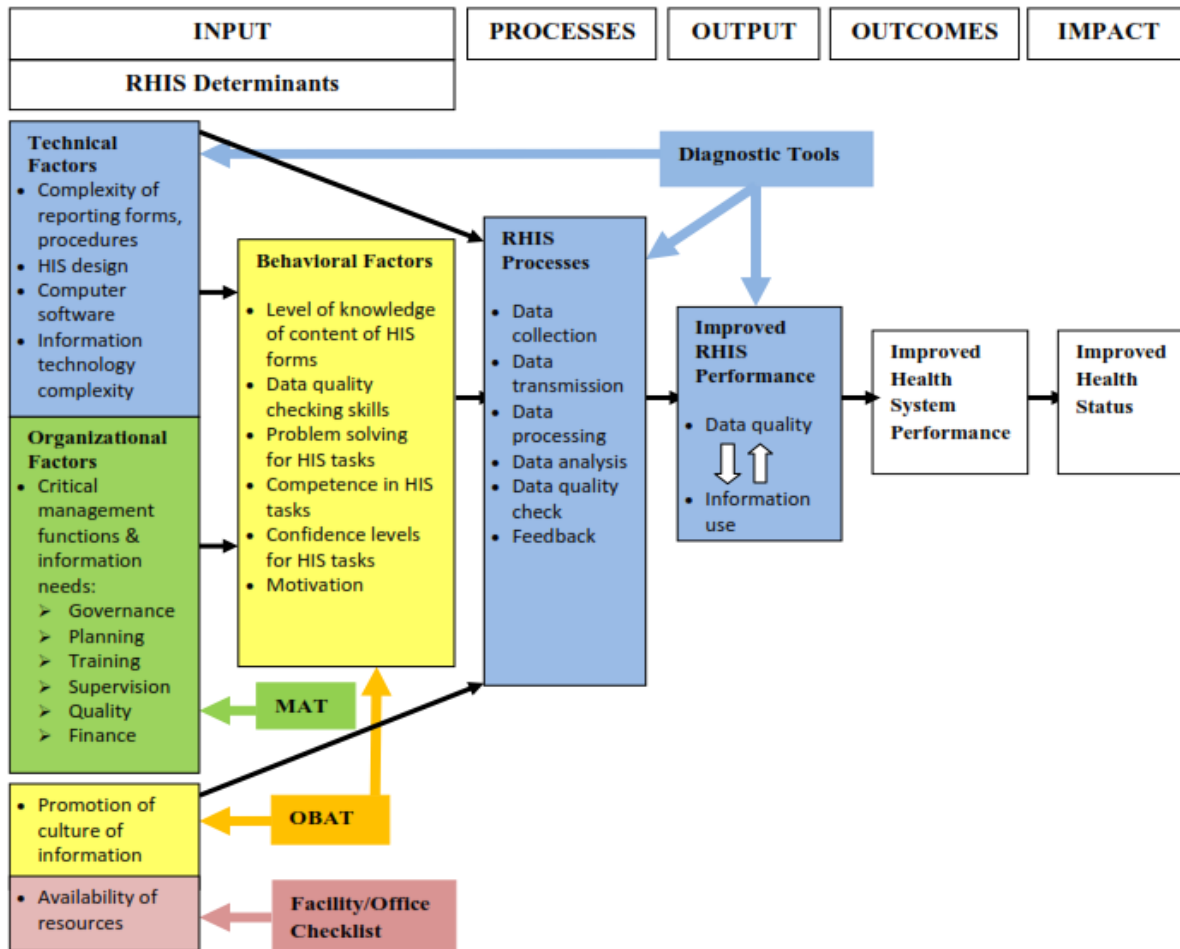 INPUT
PROCESSES
OUTPUT
OUTCOMES
IMPACT
RHIS Determinants
Technical
Factors
• Complexity of
reporting forms,
procedures
• HIS design
• Computer
software
• Information
technology
complexity
Organizational
Factors
• Critical
management
functions &
information
needs:
➢ Governance
➢ Planning
➢ Training
➢ Supervision
➢ Quality
➢ Finance
• Promotion of
culture of
information
• Availability of
resources
Behavioral Factors
• Level of knowledge
of content of HIS
forms
• Data quality
checking skills
• Problem solving
for HIS tasks
• Competence in HIS
tasks
• Confidence levels
for HIS tasks
• Motivation
MAT
OBAT
Facility/Office
Checklist
Diagnostic Tools
RHIS
Processes
• Data
collection
• Data
transmission
• Data
processing
• Data analysis
• Data quality
check
• Feedback
Improved
RHIS
Performance
• Data quality
• Information
use
Improved
Health
System
Performance
Improved
Health
Status